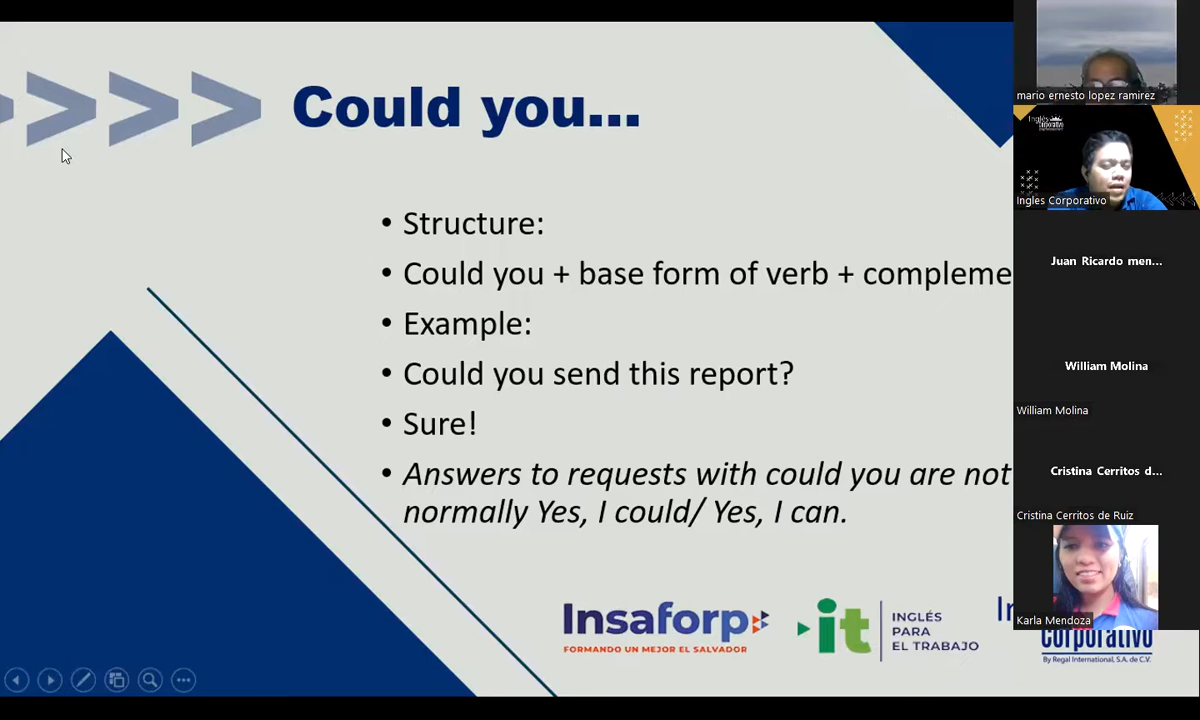 Could you...
• Structure:
• Could you + base form of verb + compleme
• Example:
• Could you send this report?
• Sure!
• Answers to requests with could you are not
normally Yes, I could/ Yes, I can.
Insaforp
FORMANDO UN MEJOR EL SALVADOR
it
INGLÉS
PARA
EL TRABAJO
In
corporativo
By Regal International, S.A. de C.V.
mario ernesto lopez ramirez
Inglés
Corporativo
Ingles Corporativo
Juan Ricardo men...
William Molina
William Molina
Cristina Cerritos d...
Cristina Cerritos de Ruiz
Karla Mendoza